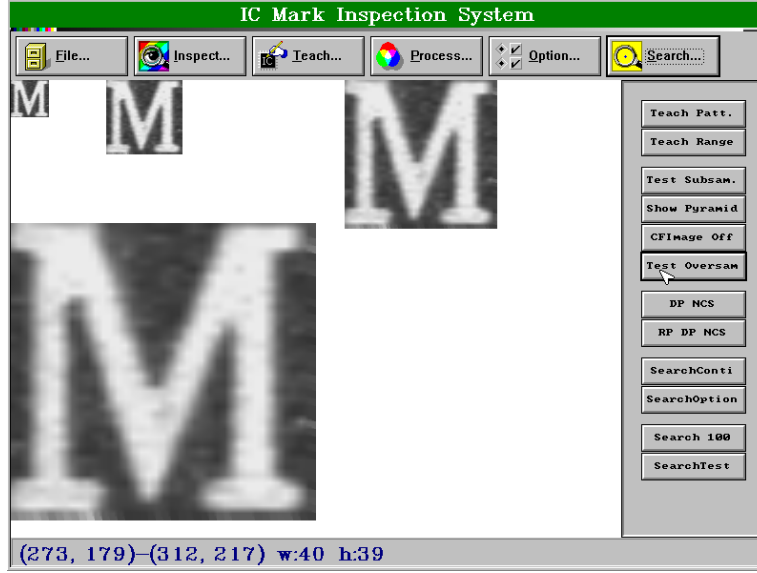 IC Mark Inspection System
File... Inspect... Teach... Process... Option... Search...
M M M
M
Teach Patt.
Teach Range
Test Subsam.
Show Pyramid
CFImage Off
Test Oversam
DP NCS
RP DP NCS
SearchConti
SearchOption
Search 100
SearchTest
(273, 179)–(312, 217) w:40 h:39